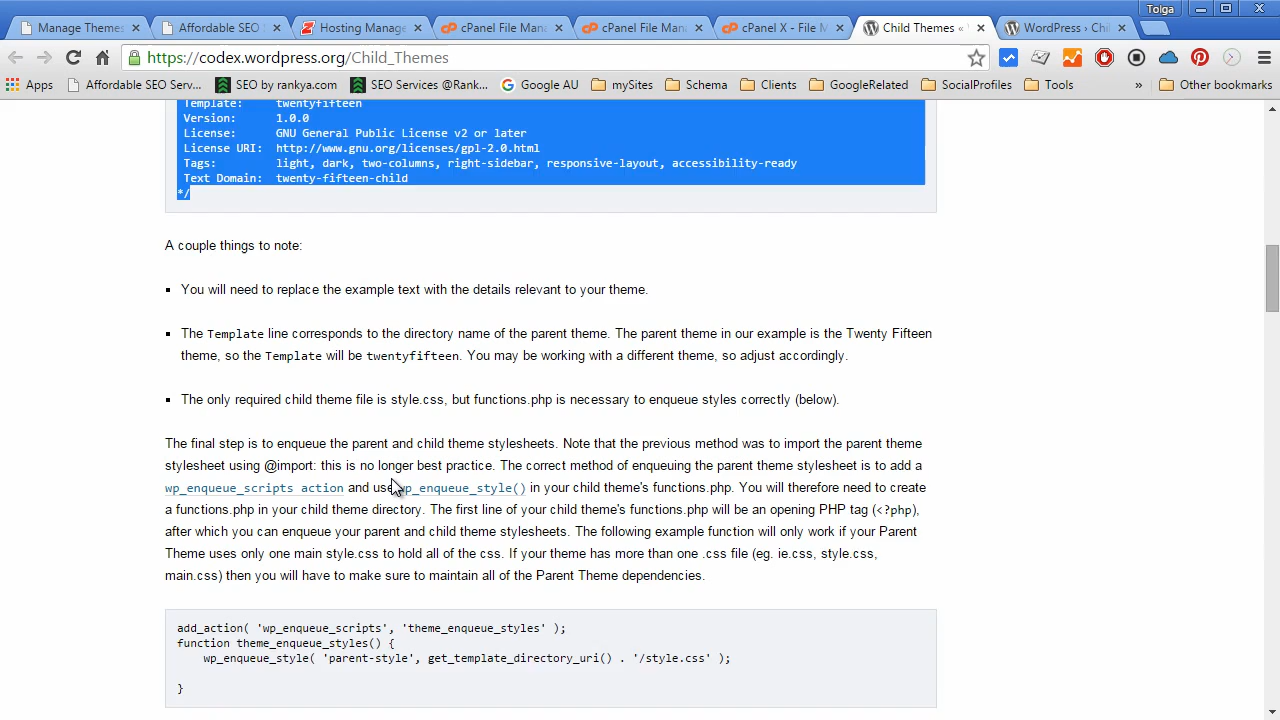 Tolga
Manage Themes
Affordable SEO
Hosting Manage
cPanel File Man
cPanel File Man
cPanel X - File M
Child Themes «
WordPress › Chi
https://codex.wordpress.org/Child_Themes
Apps
Affordable SEO Serv...
SEO by rankya.com
SEO Services @Rank...
Google AU
mySites
Schema
Clients
GoogleRelated
SocialProfiles
Tools
»
Other bookmarks
Template: twentyfifteen
Version: 1.0.0
License: GNU General Public License v2 or later
License URI: http://www.gnu.org/licenses/gpl-2.0.html
Tags: light, dark, two-columns, right-sidebar, responsive-layout, accessibility-ready
Text Domain: twenty-fifteen-child
*/
A couple things to note:
You will need to replace the example text with the details relevant to your theme.
The Template line corresponds to the directory name of the parent theme. The parent theme in our example is the Twenty Fifteen
theme, so the Template will be twentyfifteen. You may be working with a different theme, so adjust accordingly.
The only required child theme file is style.css, but functions.php is necessary to enqueue styles correctly (below).
The final step is to enqueue the parent and child theme stylesheets. Note that the previous method was to import the parent theme
stylesheet using @import: this is no longer best practice. The correct method of enqueuing the parent theme stylesheet is to add a
wp_enqueue_scripts action and use wp_enqueue_style() in your child theme's functions.php. You will therefore need to create
a functions.php in your child theme directory. The first line of your child theme's functions.php will be an opening PHP tag (<?php),
after which you can enqueue your parent and child theme stylesheets. The following example function will only work if your Parent
Theme uses only one main style.css to hold all of the css. If your theme has more than one .css file (eg. ie.css, style.css,
main.css) then you will have to make sure to maintain all of the Parent Theme dependencies.
add_action( 'wp_enqueue_scripts', 'theme_enqueue_styles' );
function theme_enqueue_styles() {
wp_enqueue_style( 'parent-style', get_template_directory_uri() . '/style.css' );
}